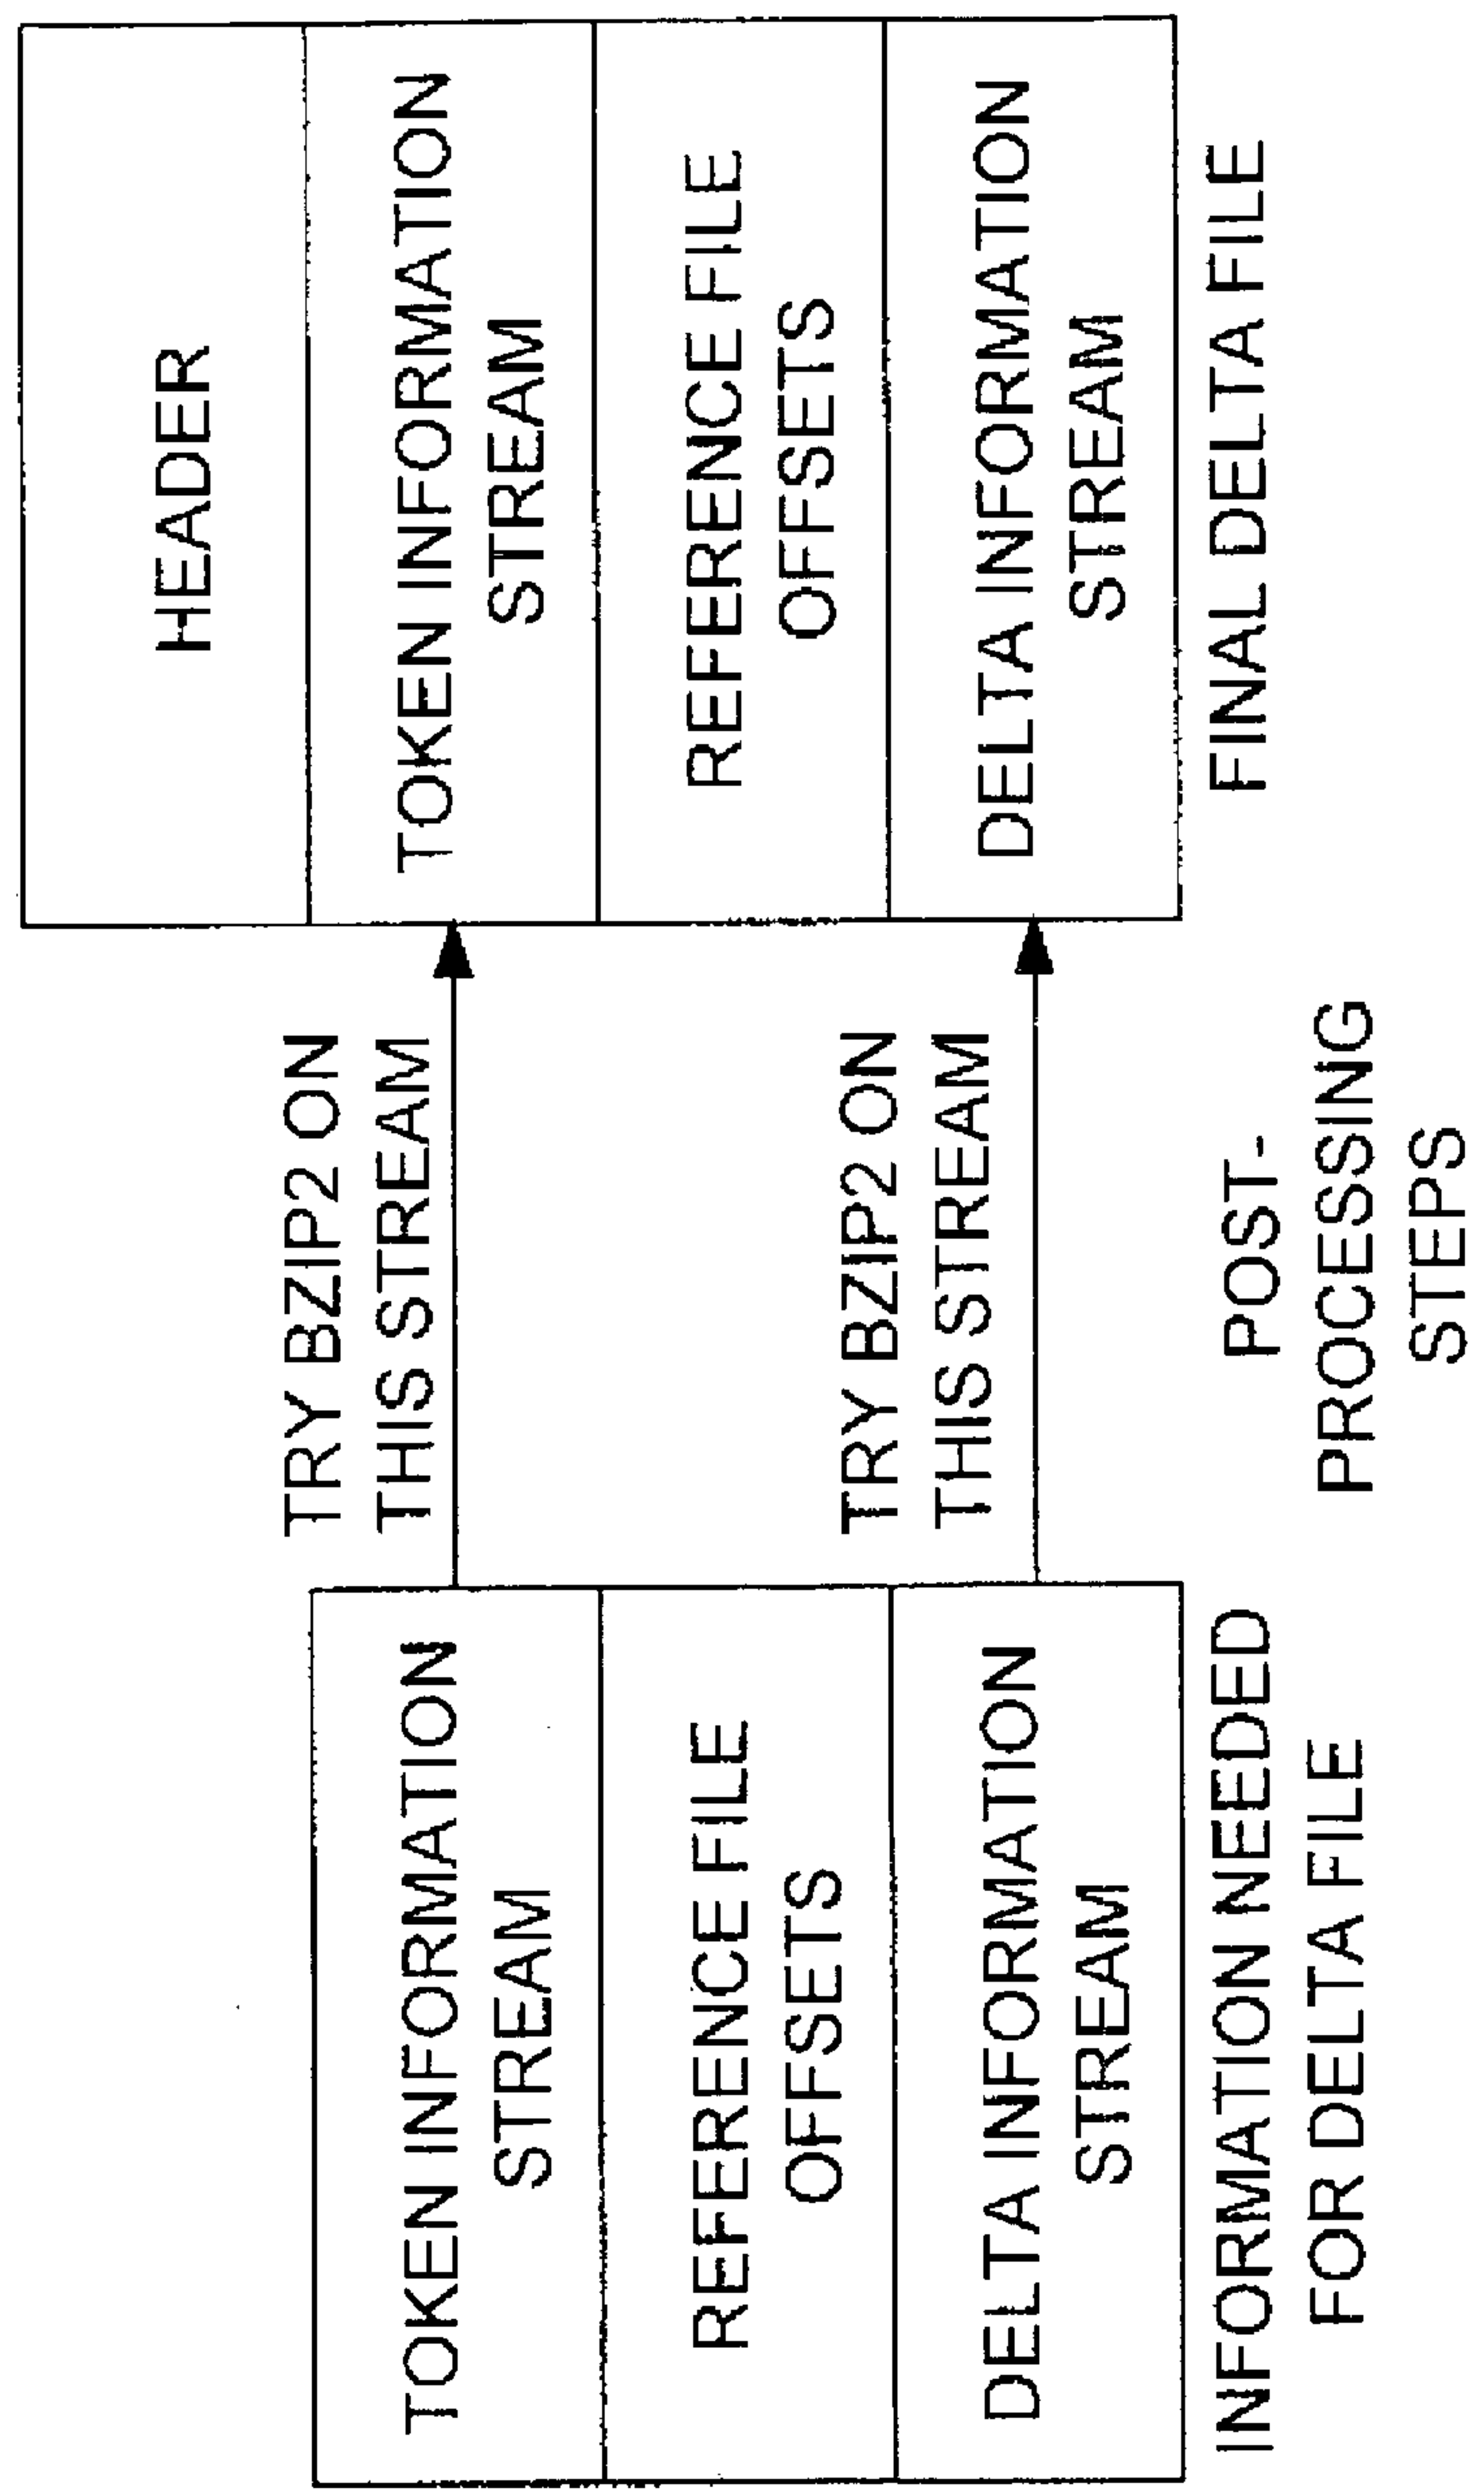 TOKEN INFORMATION
STREAM
REFERENCE FILE
OFFSETS
DELTA INFORMATION
STREAM
INFORMATION NEEDED
FOR DELTA FILE
TRY BZIP2 ON
THIS STREAM
TRY BZIP2 ON
THIS STREAM
POST-
PROCESSING
STEPS
HEADER
TOKEN INFORMATION
STREAM
REFERENCE FILE
OFFSETS
DELTA INFORMATION
STREAM
FINAL DELTA FILE